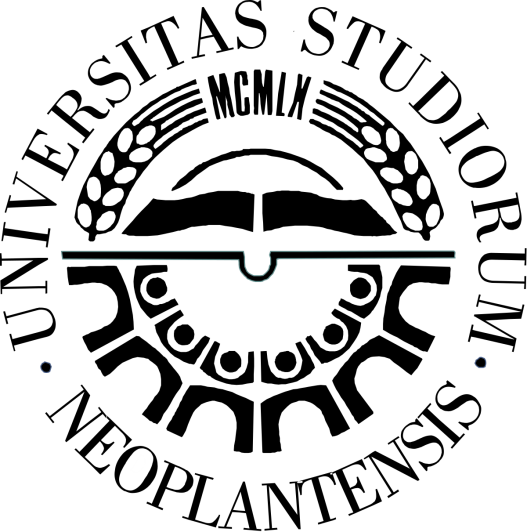 UNIVERSITAS STUDIORUM
MCMLX
· NEOPLANTENSIS ·